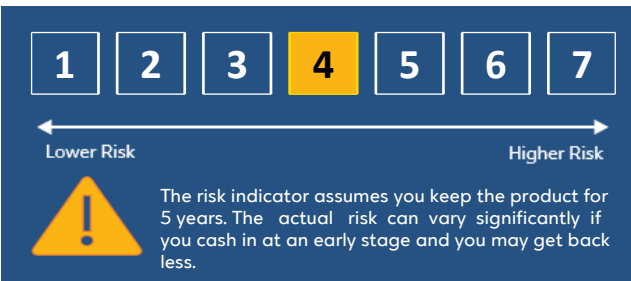 1 2 3 4 5 6 7
Lower Risk Higher Risk
The risk indicator assumes you keep the product for
5 years. The actual risk can vary significantly if
you cash in at an early stage and you may get back
less.